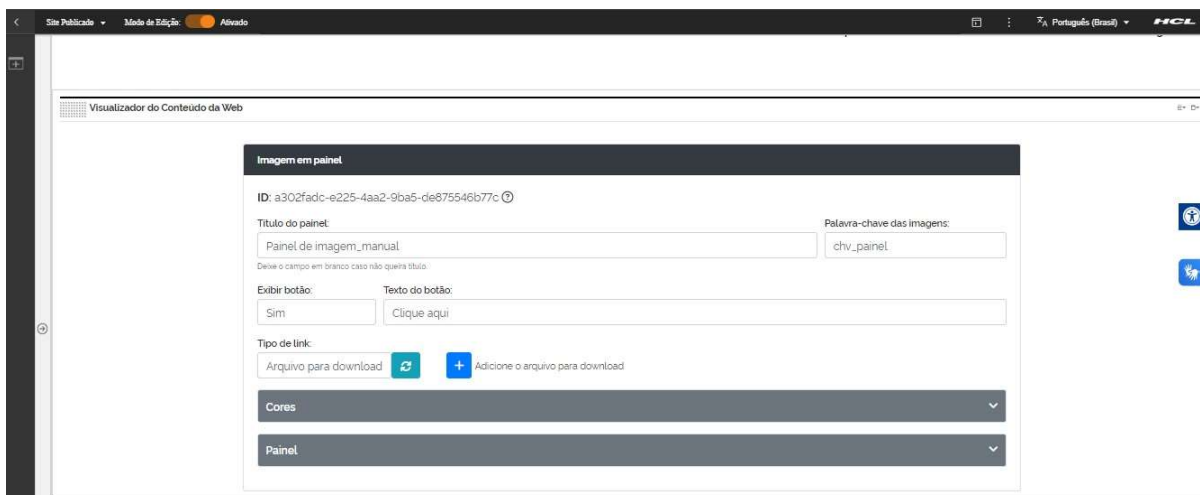 Site Publicado Modo de Edição: Ativado Português (Brasil) HCL
Visualizador do Conteúdo da Web
Imagem em painel
ID: a302fadc-e225-4aa2-9ba5-de875546b77c
Título do painel: Palavra-chave das imagens:
Painel de imagem_manual chv_painel
Deixe o campo em branco caso não queira título.
Exibir botão: Texto do botão:
Sim Clique aqui
Tipo de link:
Arquivo para download + Adicione o arquivo para download
Cores
Painel